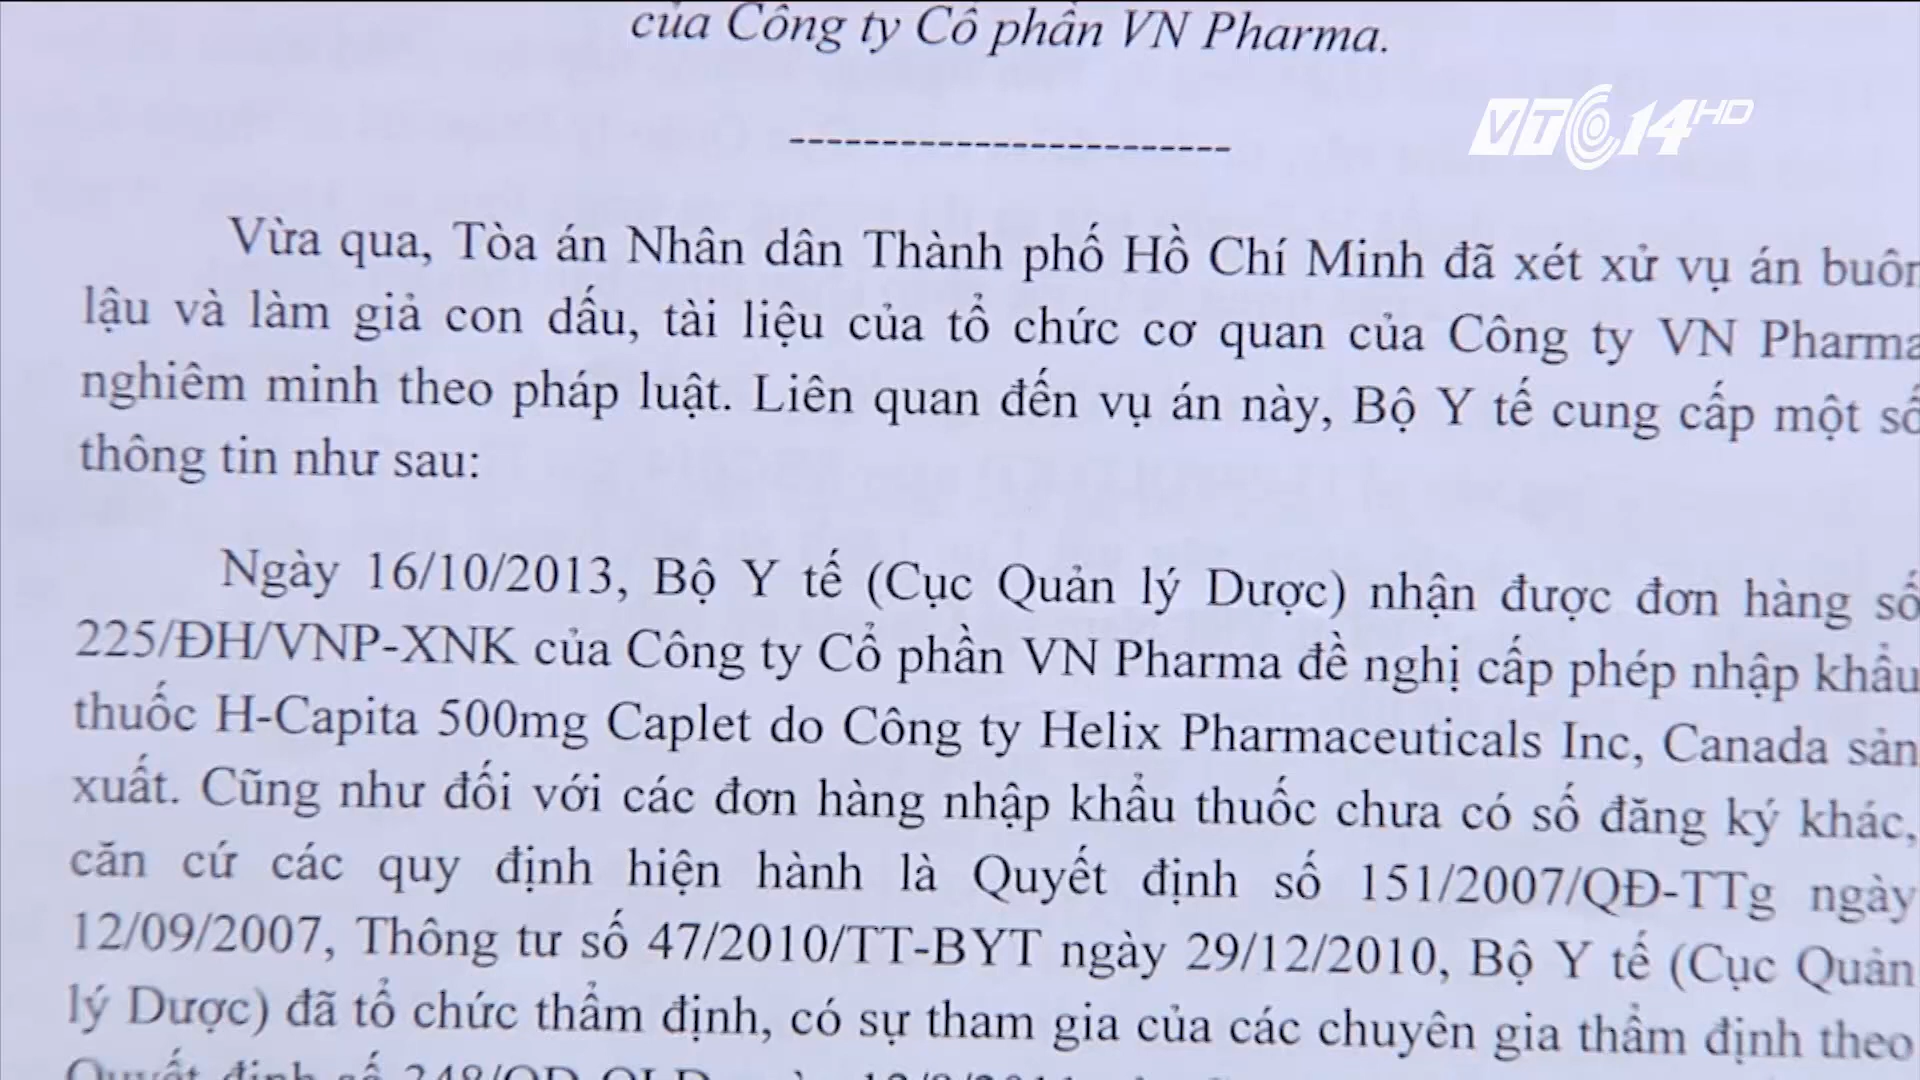 của Công ty Cổ phần VN Pharma.
VTC14 HD
------------------------
Vừa qua, Tòa án Nhân dân Thành phố Hồ Chí Minh đã xét xử vụ án buôn
lậu và làm giả con dấu, tài liệu của tổ chức cơ quan của Công ty VN Pharma
nghiêm minh theo pháp luật. Liên quan đến vụ án này, Bộ Y tế cung cấp một số
thông tin như sau:
Ngày 16/10/2013, Bộ Y tế (Cục Quản lý Dược) nhận được đơn hàng số
225/ĐH/VNP-XNK của Công ty Cổ phần VN Pharma đề nghị cấp phép nhập khẩu
thuốc H-Capita 500mg Caplet do Công ty Helix Pharmaceuticals Inc, Canada sản
xuất. Cũng như đối với các đơn hàng nhập khẩu thuốc chưa có số đăng ký khác,
căn cứ các quy định hiện hành là Quyết định số 151/2007/QĐ-TTg ngày
12/09/2007, Thông tư số 47/2010/TT-BYT ngày 29/12/2010, Bộ Y tế (Cục Quản
lý Dược) đã tổ chức thẩm định, có sự tham gia của các chuyên gia thẩm định theo
Quyết định số